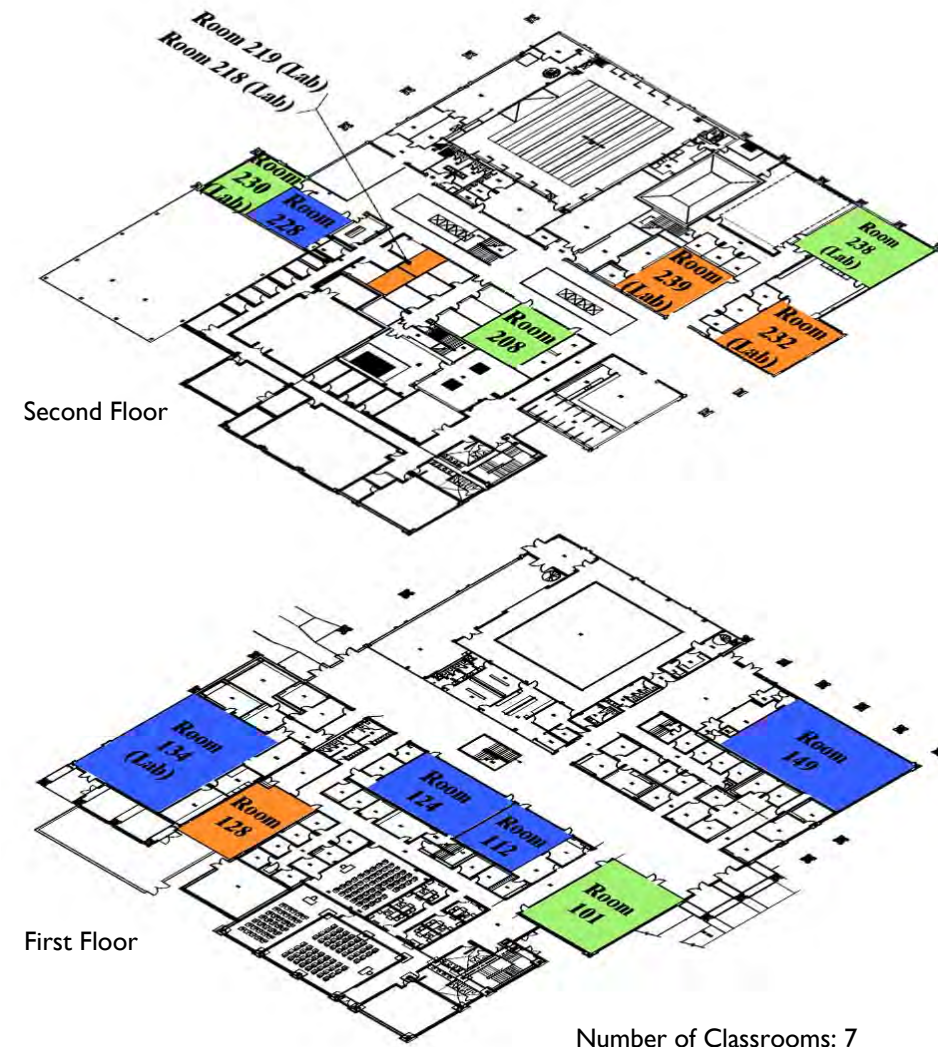 Room 219 (Lab)
Room 218 (Lab)
Room
230
(Lab)
Room
228
Room
238
(Lab)
Room
239
(Lab)
Room
208
Room
232
(Lab)
Second Floor
Room
134
(Lab)
Room
149
Room
124
Room
128
Room
112
Room
101
First Floor
Number of Classrooms: 7